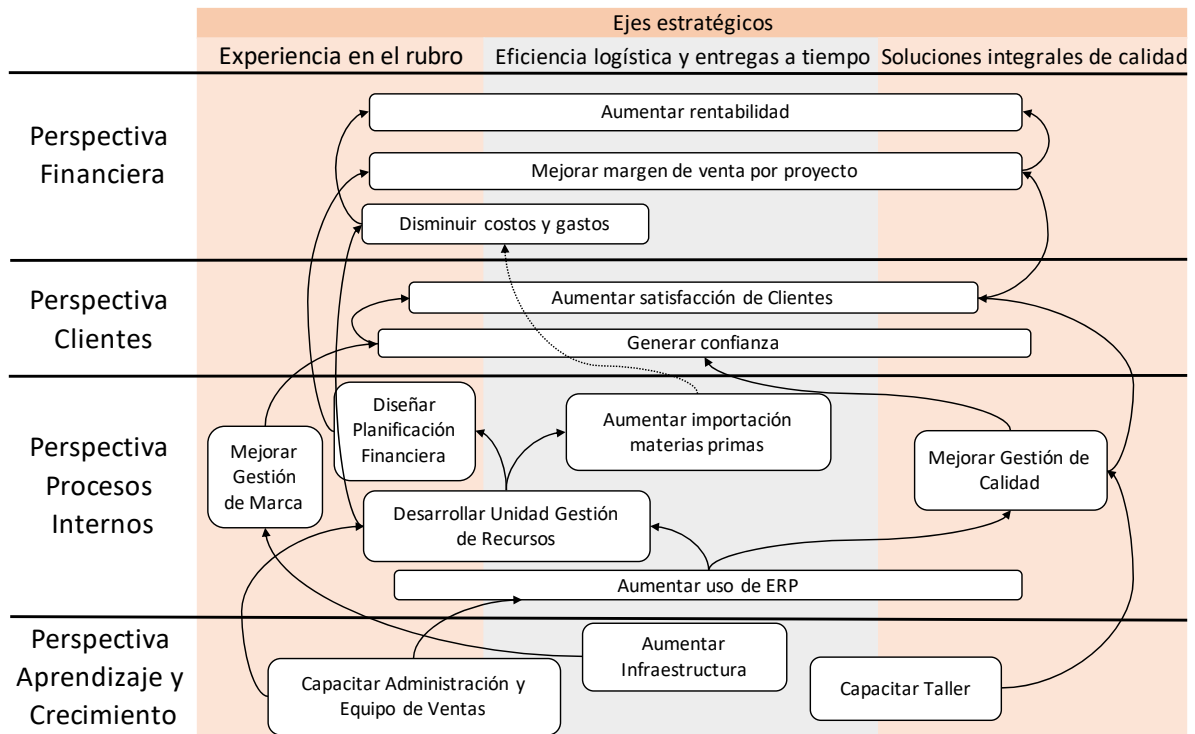 Ejes estratégicos
Experiencia en el rubro
Eficiencia logística y entregas a tiempo
Soluciones integrales de calidad
Perspectiva
Financiera
Aumentar rentabilidad
Mejorar margen de venta por proyecto
Disminuir costos y gastos
Perspectiva
Clientes
Aumentar satisfacción de Clientes
Generar confianza
Perspectiva
Procesos
Internos
Mejorar
Gestión
de Marca
Diseñar
Planificación
Financiera
Aumentar importación
materias primas
Mejorar Gestión de
Calidad
Desarrollar Unidad Gestión
de Recursos
Aumentar uso de ERP
Perspectiva
Aprendizaje y
Crecimiento
Capacitar Administración y
Equipo de Ventas
Aumentar
Infraestructura
Capacitar Taller